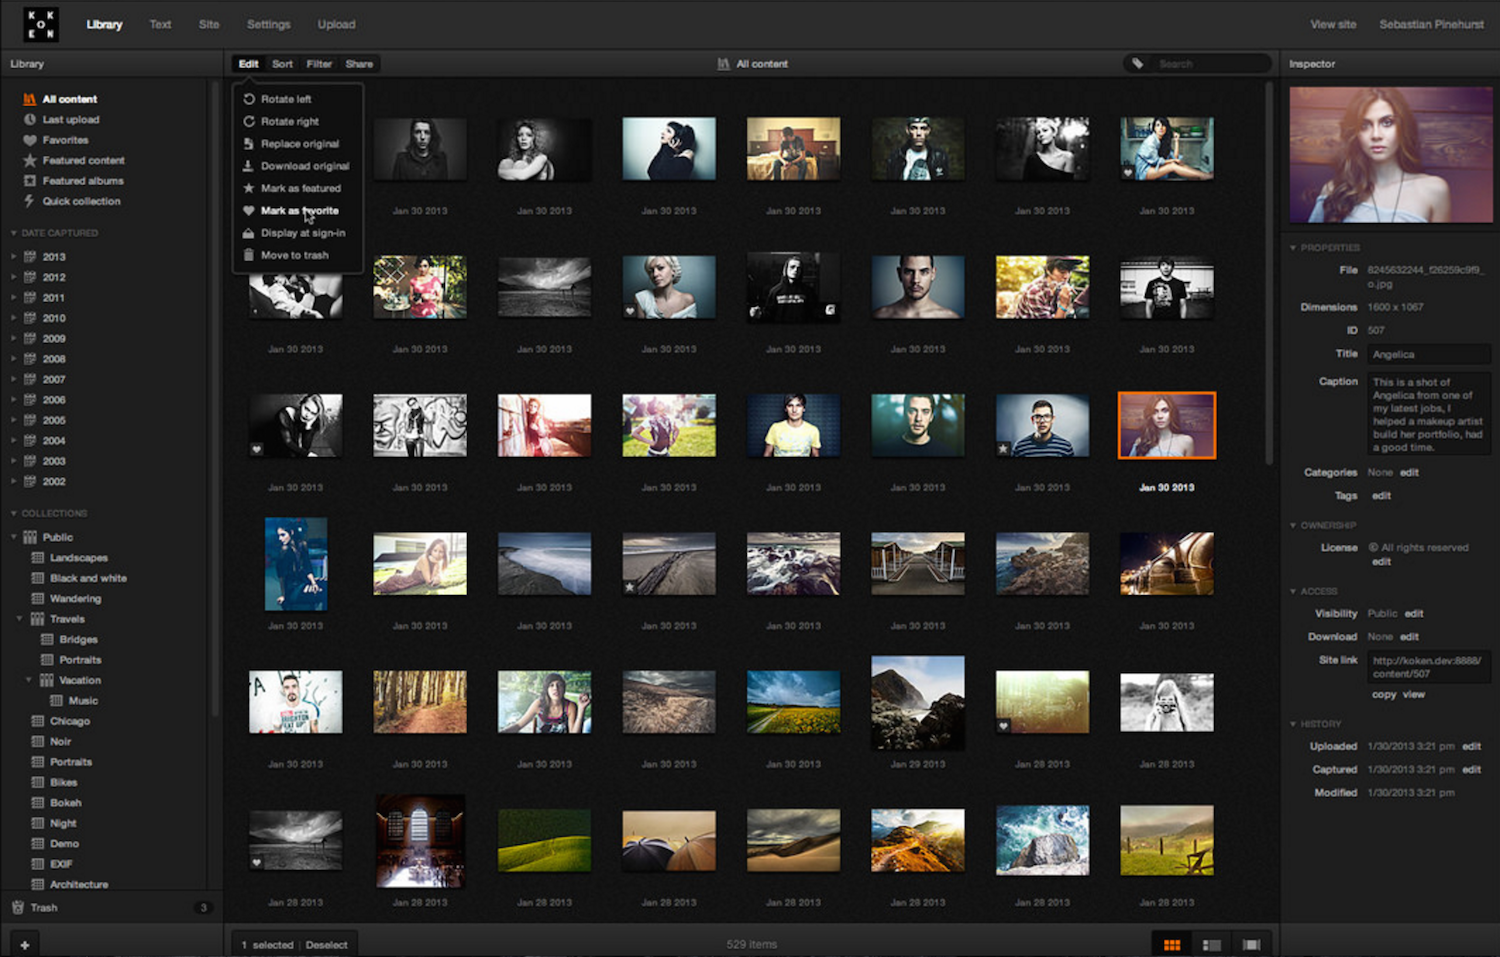 K K
O
E N
Library
Text
Site
Settings
Upload
View site
Sebastian Pinehurst
Library
Edit
Sort
Filter
Share
All content
Search
Inspector
All content
Last upload
Favorites
Featured content
Featured albums
Quick collection
DATE CAPTURED
2013
2012
2011
2010
2009
2008
2007
2006
2005
2004
2003
2002
COLLECTIONS
Public
Landscapes
Black and white
Wandering
Travels
Bridges
Portraits
Vacation
Music
Chicago
Noir
Portraits
Bikes
Bokeh
Night
Demo
EXIF
Architecture
Trash
3
Rotate left
Rotate right
Replace original
Download original
Mark as featured
Mark as favorite
Display at sign-in
Move to trash
Jan 30 2013 Jan 30 2013 Jan 30 2013 Jan 30 2013 Jan 30 2013 Jan 30 2013 Jan 30 2013
Jan 30 2013 Jan 30 2013 Jan 30 2013 Jan 30 2013 Jan 30 2013 Jan 30 2013 Jan 30 2013 Jan 30 2013
Jan 30 2013 Jan 30 2013 Jan 30 2013 Jan 30 2013 Jan 30 2013 Jan 30 2013 Jan 30 2013 Jan 30 2013
Jan 30 2013 Jan 30 2013 Jan 30 2013 Jan 30 2013 Jan 30 2013 Jan 30 2013 Jan 30 2013 Jan 30 2013
Jan 30 2013 Jan 30 2013 Jan 30 2013 Jan 30 2013 Jan 30 2013 Jan 29 2013 Jan 28 2013 Jan 28 2013
Jan 28 2013 Jan 28 2013 Jan 28 2013 Jan 28 2013 Jan 28 2013 Jan 28 2013 Jan 28 2013 Jan 28 2013
1 selected | Deselect
529 items
PROPERTIES
File 8245632244_f26259c9f9_
o.jpg
Dimensions 1600 x 1067
ID 507
Title Angelica
Caption This is a shot of
Angelica from one of
my latest jobs, I
helped a makeup artist
build her portfolio, had
a good time.
Categories None edit
Tags edit
OWNERSHIP
License © All rights reserved
edit
ACCESS
Visibility Public edit
Download None edit
Site link http://koken.dev:8888/
content/507
copy view
HISTORY
Uploaded 1/30/2013 3:21 pm edit
Captured 1/30/2013 3:21 pm edit
Modified 1/30/2013 3:21 pm